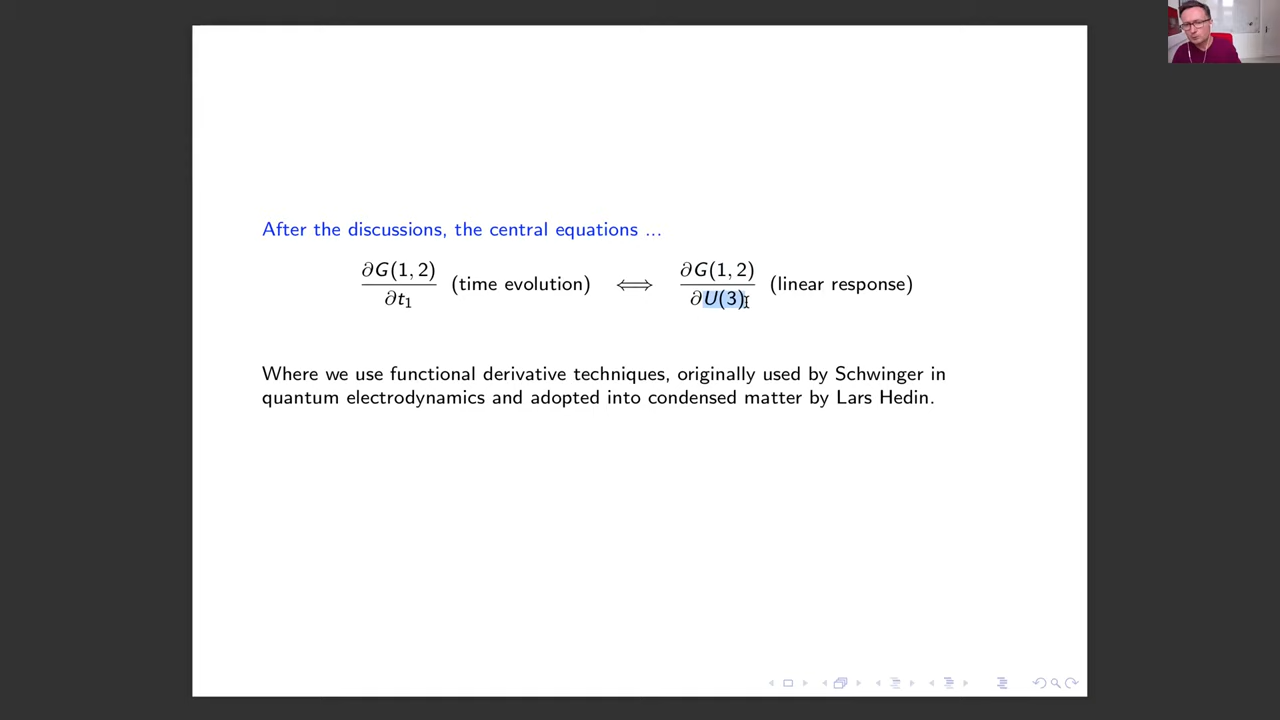 After the discussions, the central equations ...
∂G(1, 2)/∂t₁ (time evolution) ⟺ ∂G(1, 2)/∂U(3) (linear response)
Where we use functional derivative techniques, originally used by Schwinger in
quantum electrodynamics and adopted into condensed matter by Lars Hedin.